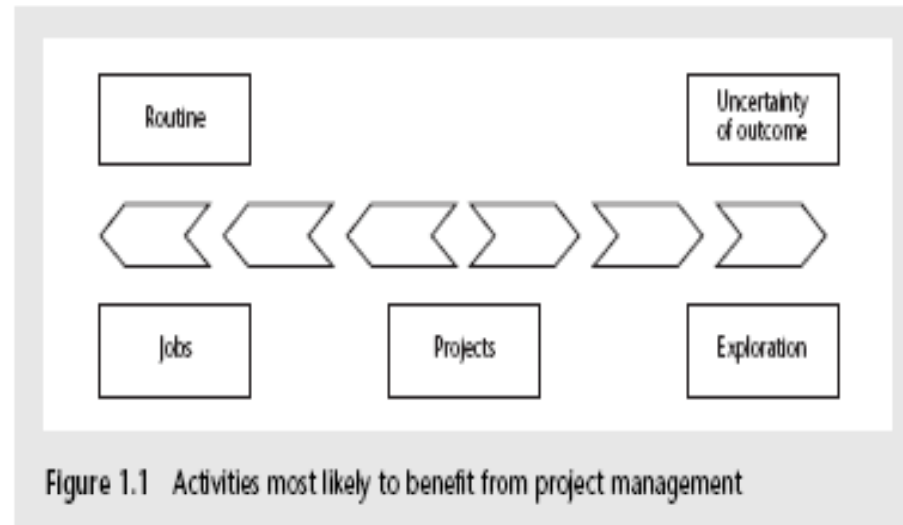 Routine
Uncertainty
of outcome
Jobs
Projects
Exploration
Figure 1.1 Activities most likely to benefit from project management